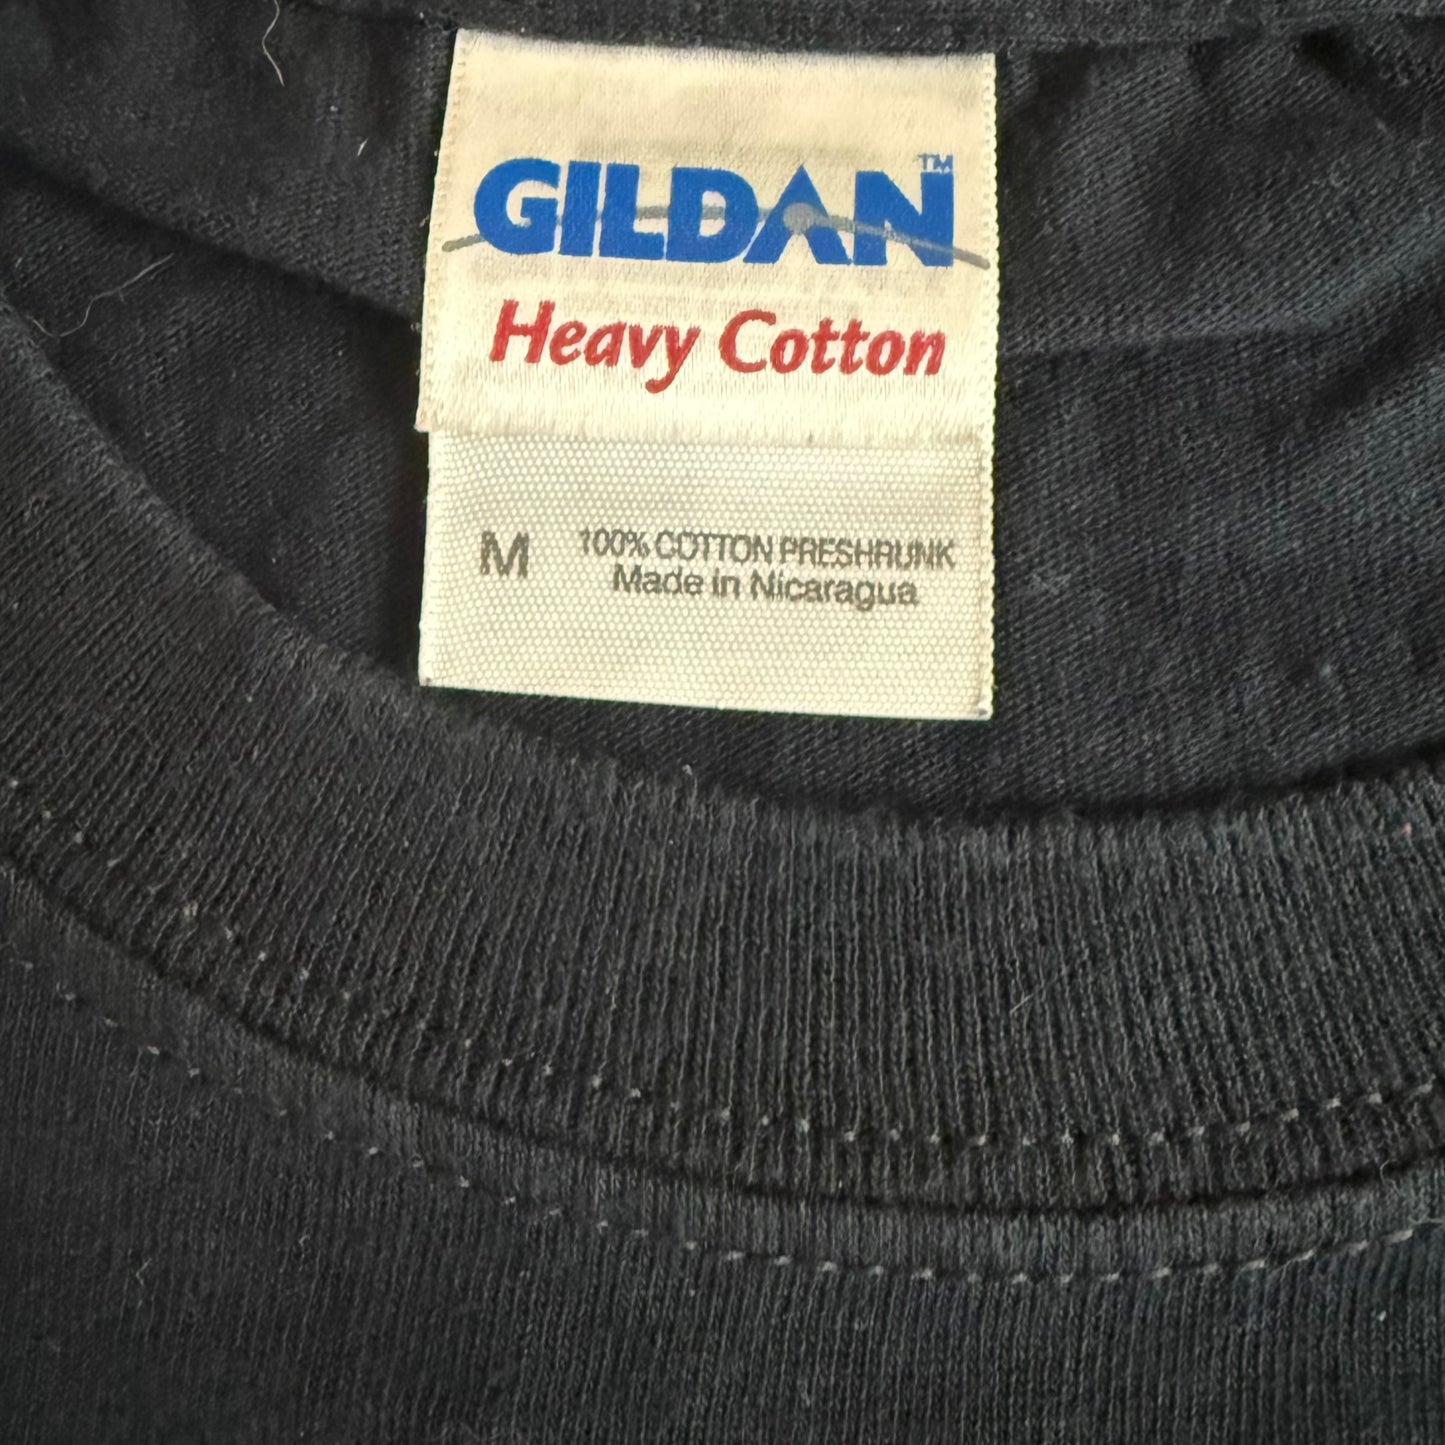 GILDAN™
Heavy Cotton
M 100% COTTON PRESHRUNK
Made in Nicaragua